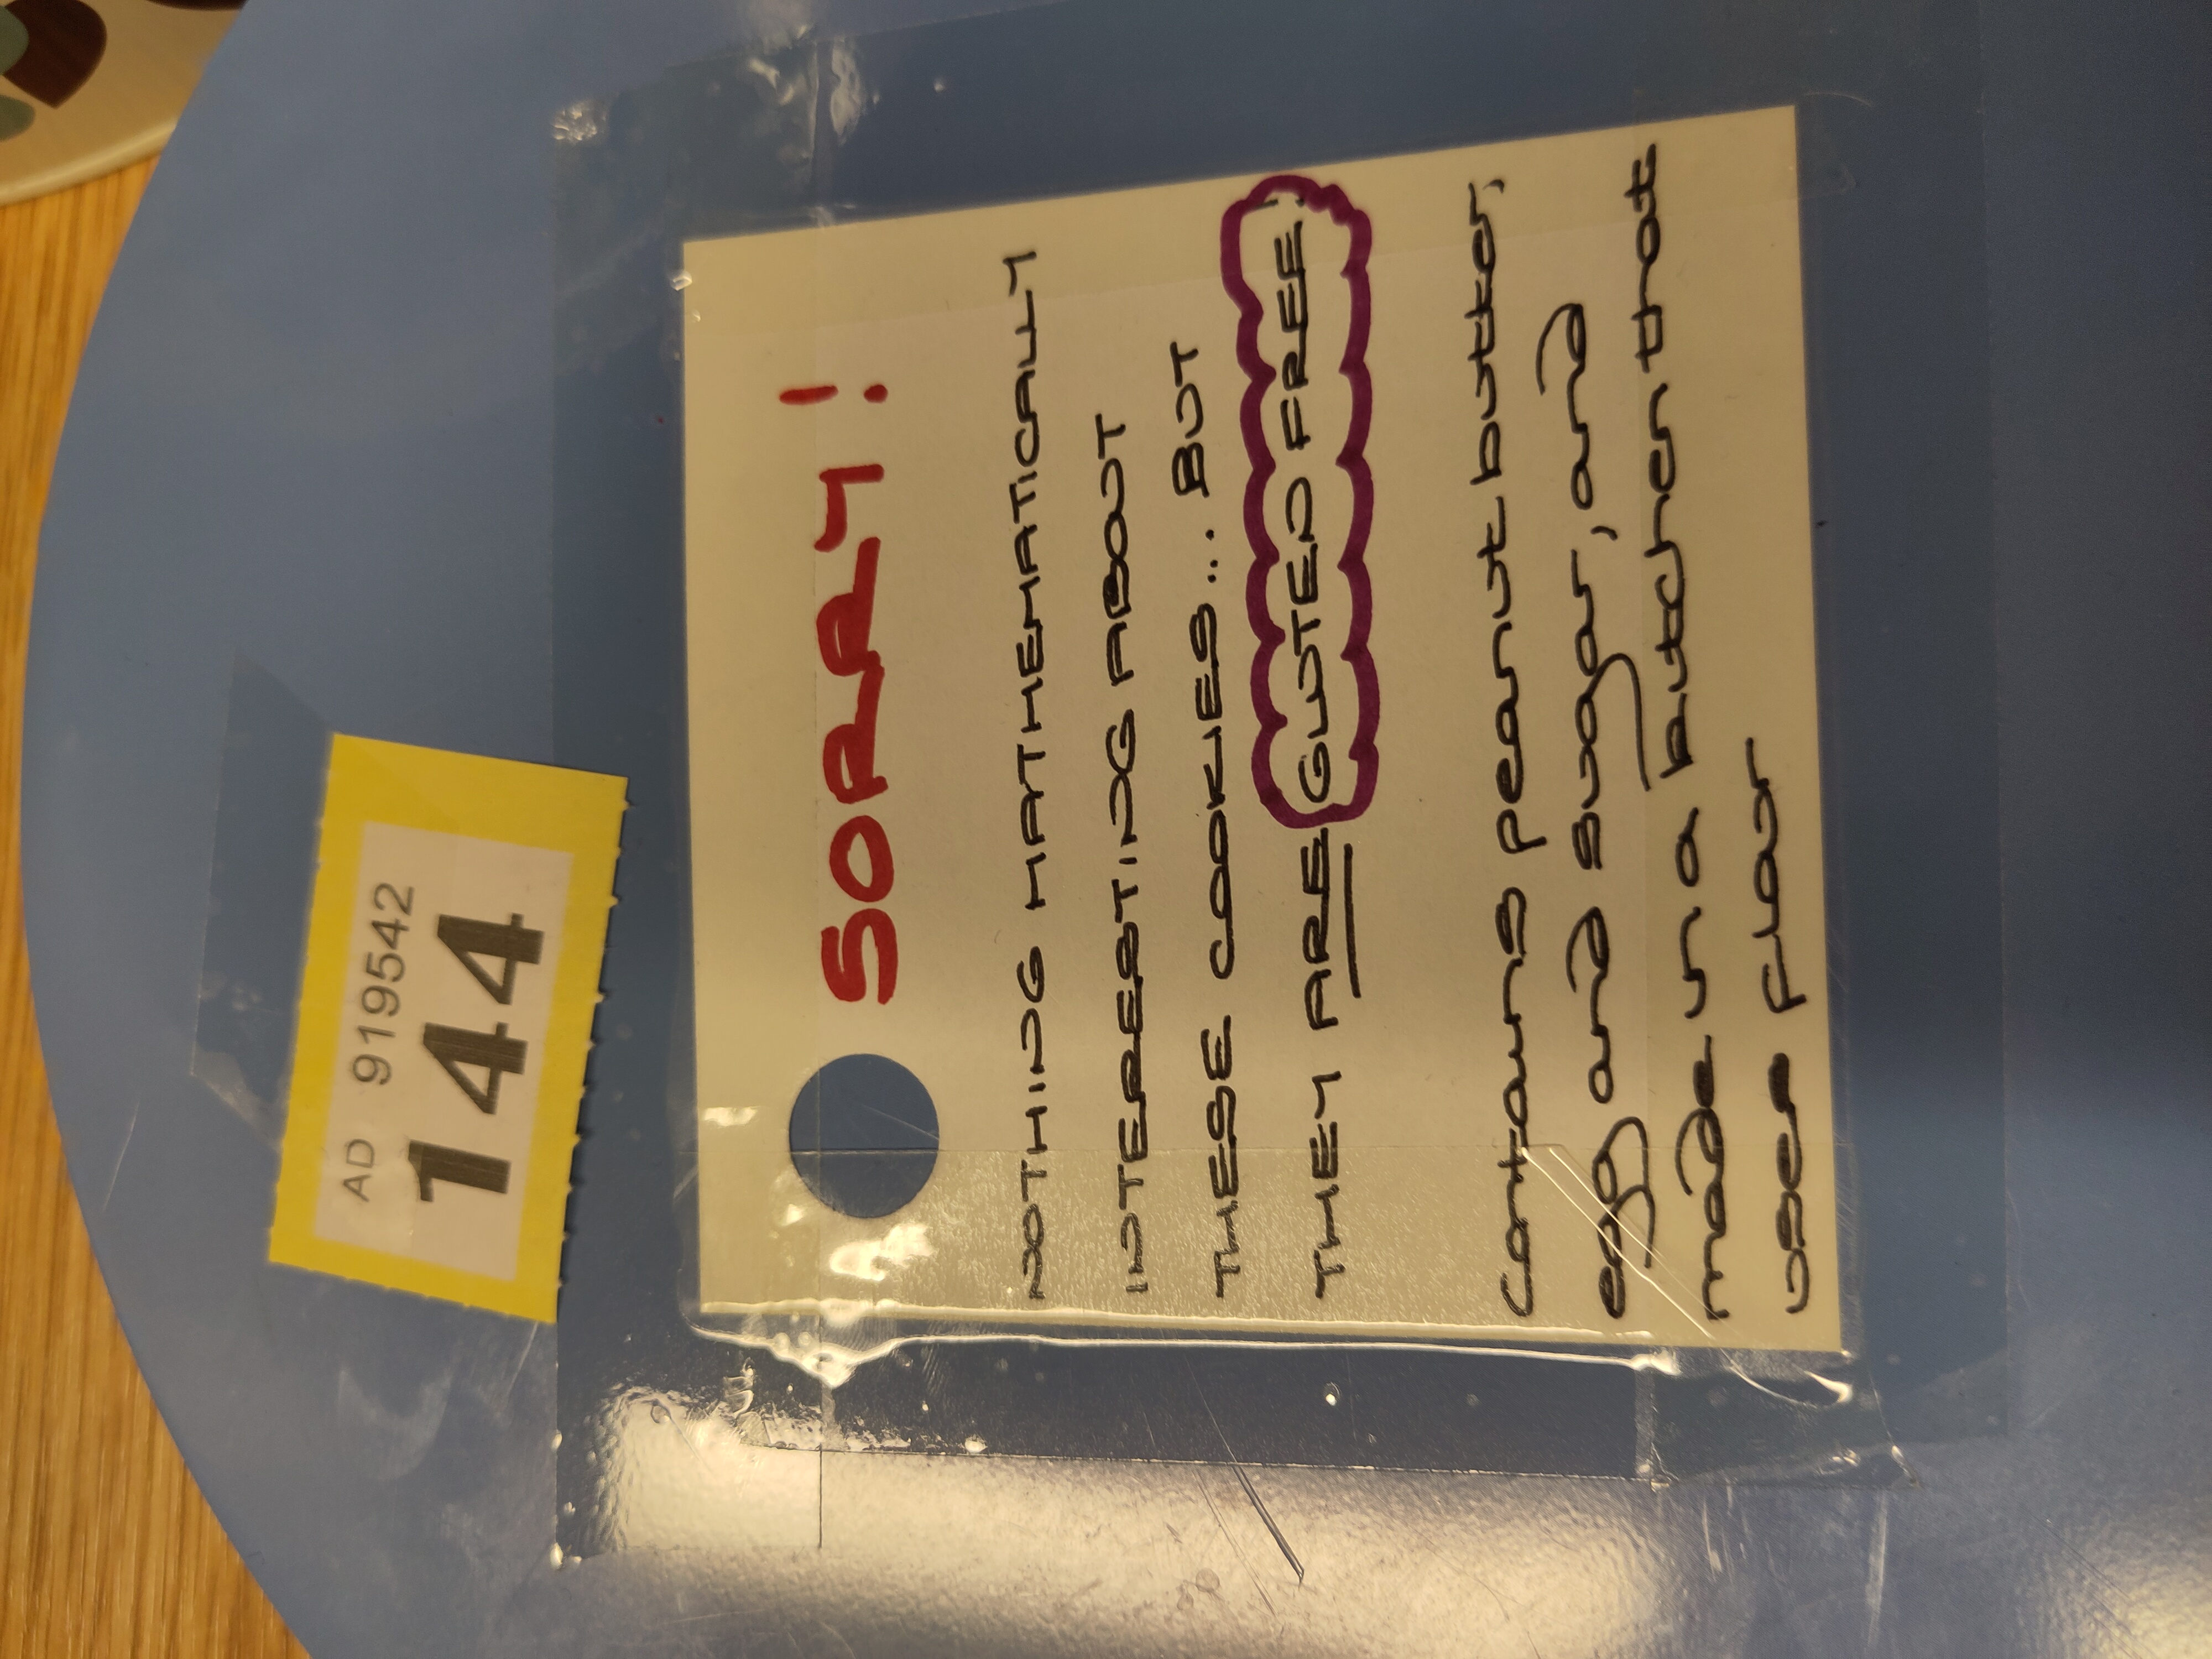 AD 919542
144
SORRY!
NOTHING MATHEMATICALLY
INTERESTING ABOUT
THESE COOKIES... BUT
THEY ARE GLUTEN FREE!
Contains peanut butter,
egg and sugar, and
made in a kitchen that
uses flour